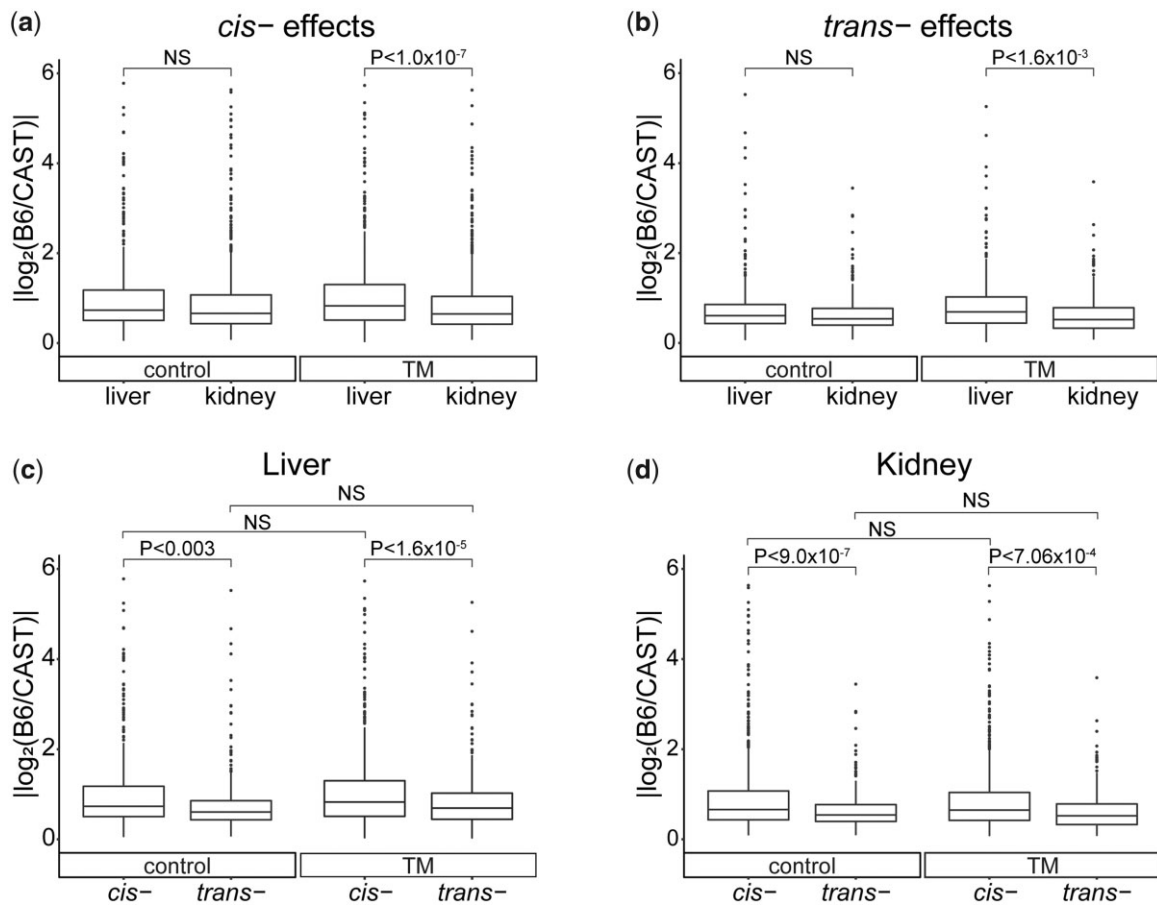 (a)
cis– effects
NS
P<1.0x10⁻⁷
6
4
2
0
|log₂(B6/CAST)|
control
TM
liver
kidney
liver
kidney
(b)
trans– effects
NS
P<1.6x10⁻³
6
4
2
0
|log₂(B6/CAST)|
control
TM
liver
kidney
liver
kidney
(c)
Liver
NS
NS
P<0.003
P<1.6x10⁻⁵
6
4
2
0
|log₂(B6/CAST)|
control
TM
cis–
trans–
cis–
trans–
(d)
Kidney
NS
NS
P<9.0x10⁻⁷
P<7.06x10⁻⁴
6
4
2
0
|log₂(B6/CAST)|
control
TM
cis–
trans–
cis–
trans–